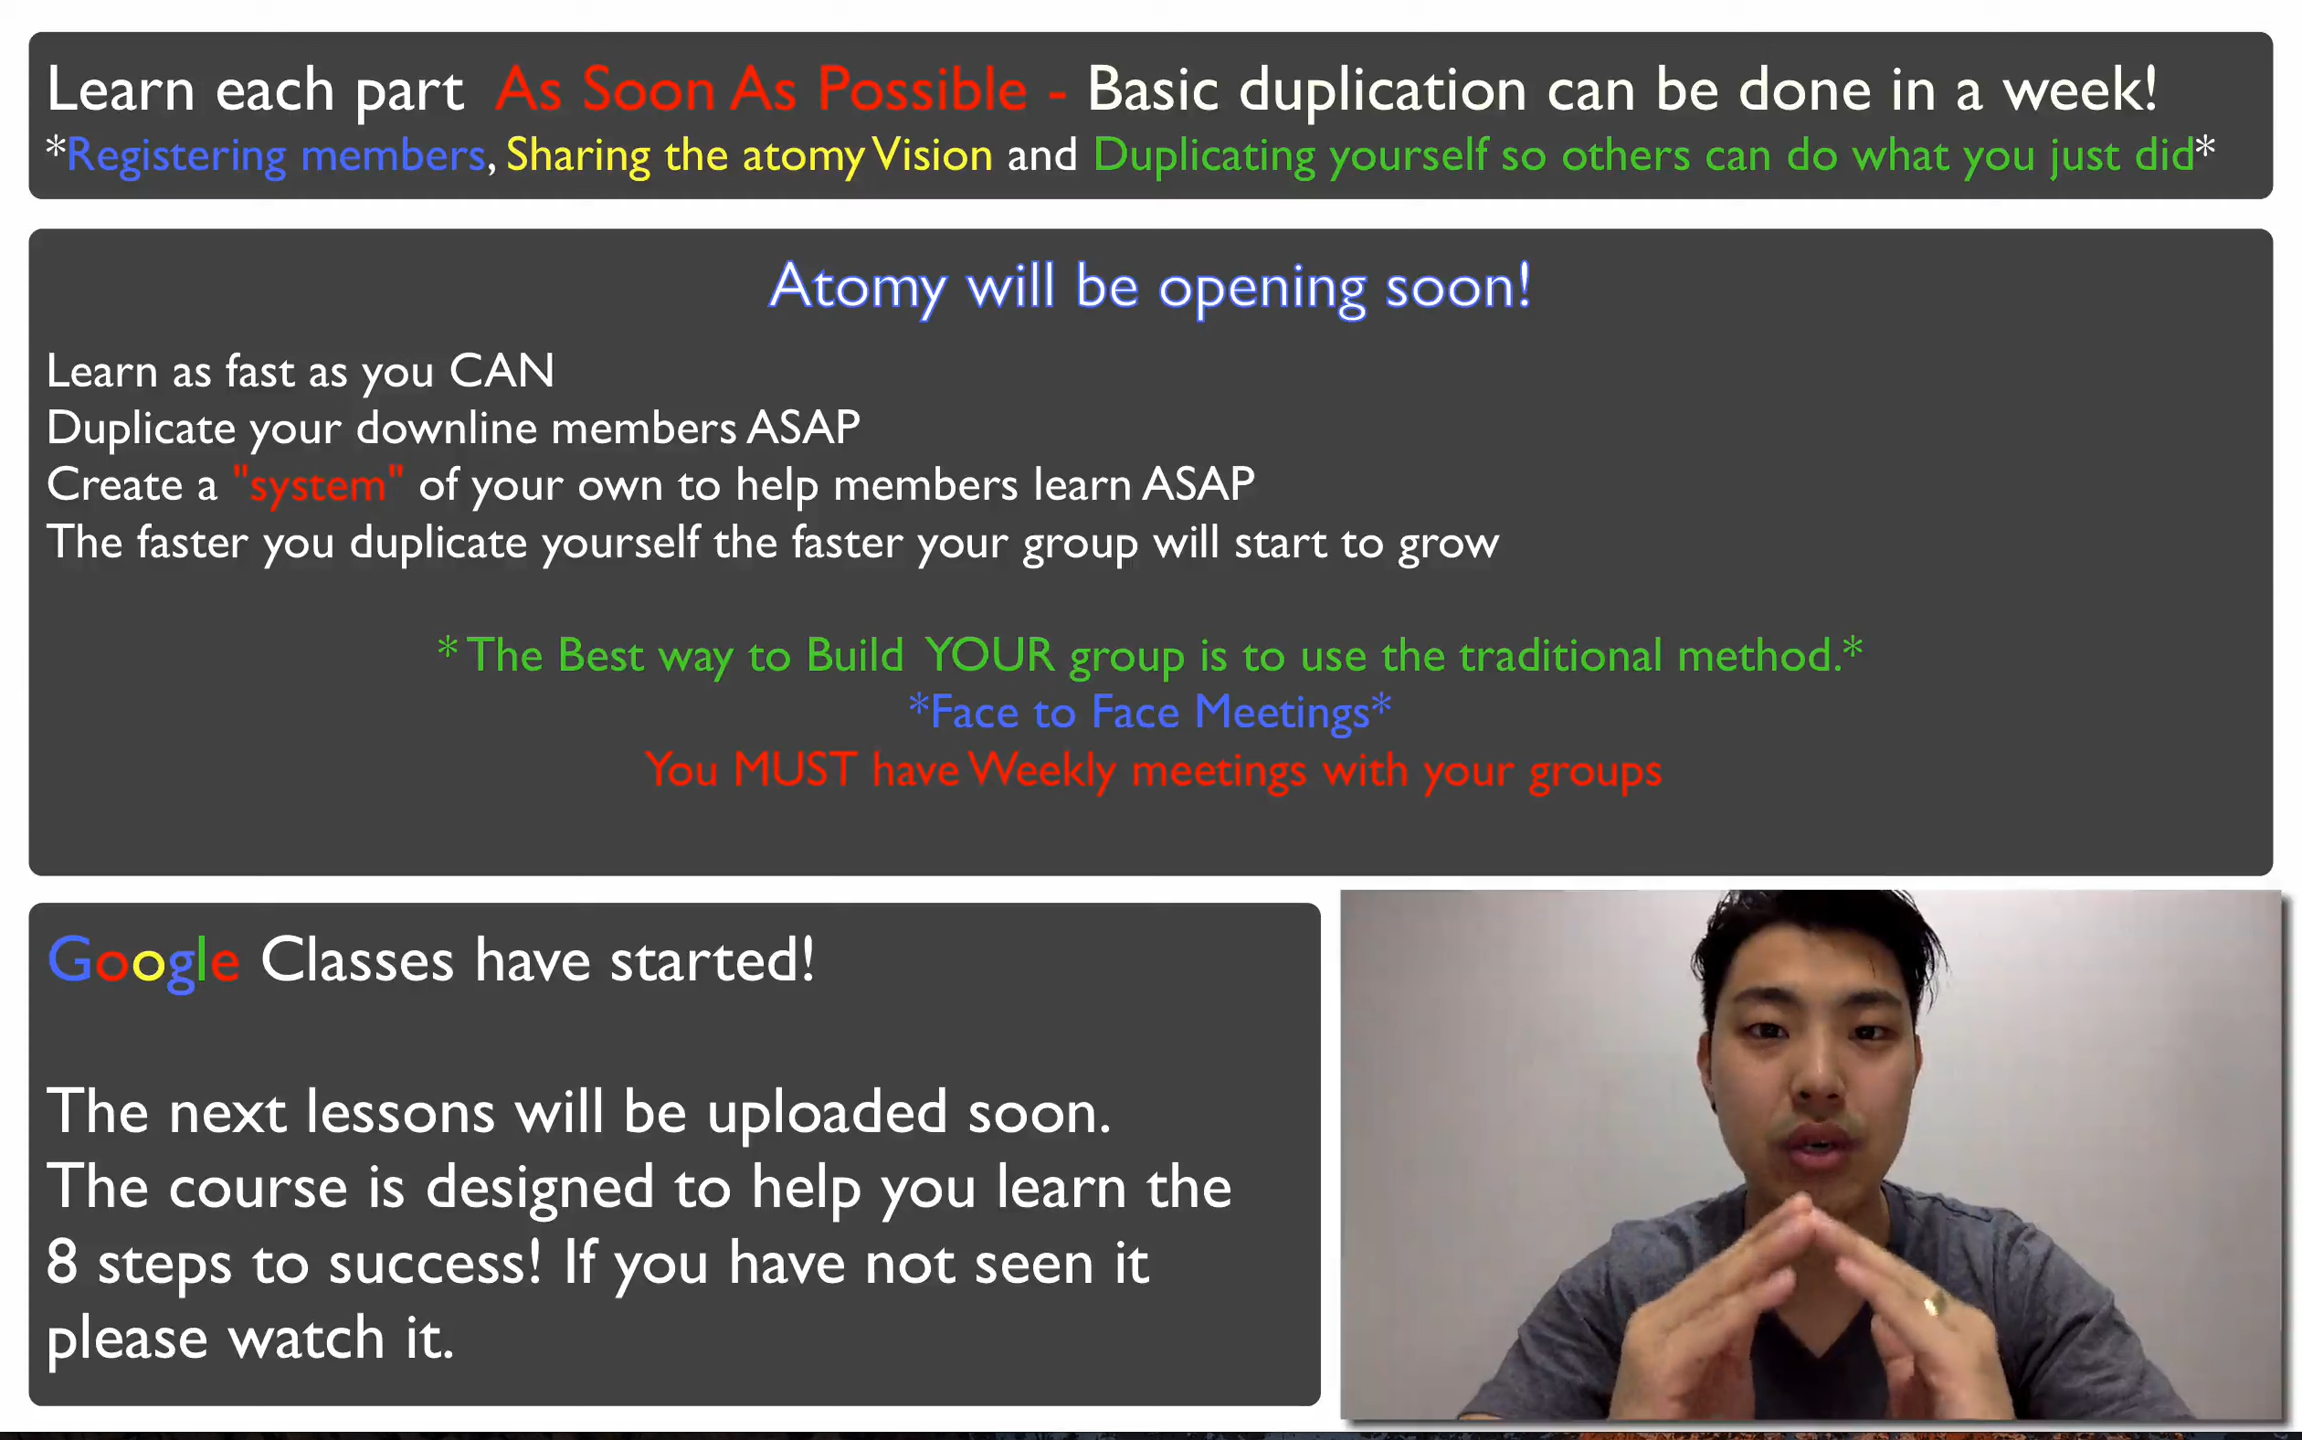 Learn each part As Soon As Possible - Basic duplication can be done in a week!
*Registering members, Sharing the atomy Vision and Duplicating yourself so others can do what you just did*
Atomy will be opening soon!
Learn as fast as you CAN
Duplicate your downline members ASAP
Create a "system" of your own to help members learn ASAP
The faster you duplicate yourself the faster your group will start to grow
* The Best way to Build YOUR group is to use the traditional method.*
*Face to Face Meetings*
You MUST have Weekly meetings with your groups
Google Classes have started!
The next lessons will be uploaded soon.
The course is designed to help you learn the
8 steps to success! If you have not seen it
please watch it.